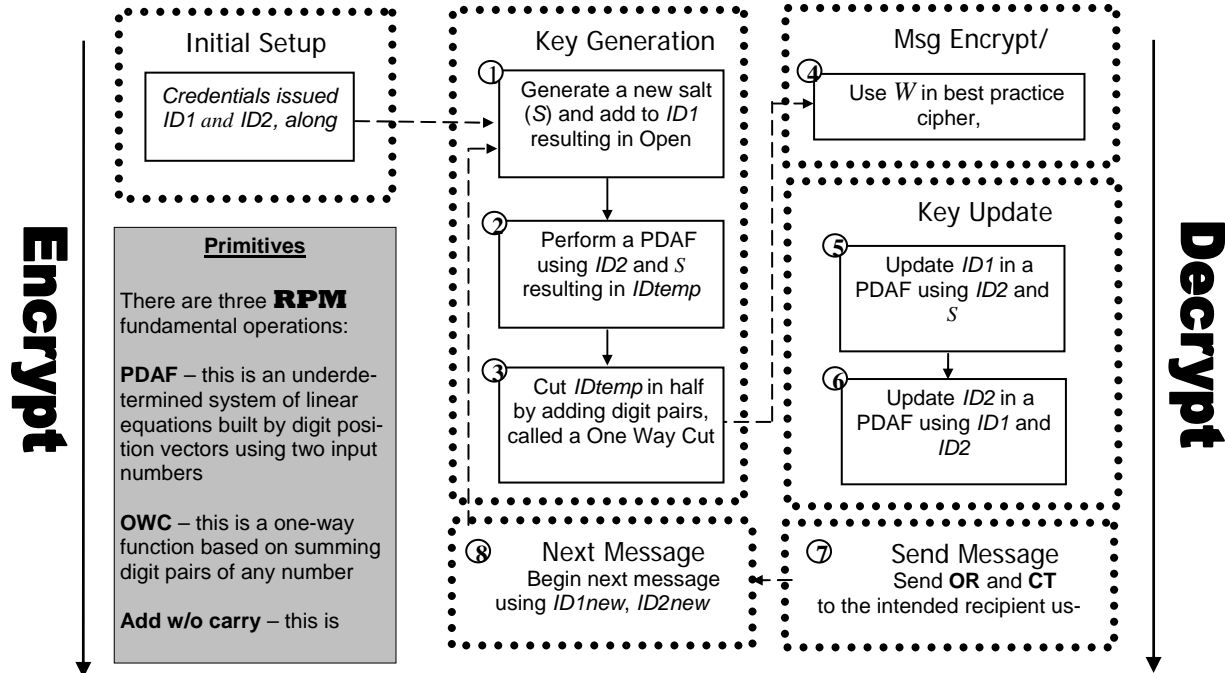 Encrypt
Initial Setup
Credentials issued
ID1 and ID2, along
Primitives
There are three RPM
fundamental operations:
PDAF – this is an underde-
termined system of linear
equations built by digit posi-
tion vectors using two input
numbers
OWC – this is a one-way
function based on summing
digit pairs of any number
Add w/o carry – this is
Key Generation
1
Generate a new salt
(S) and add to ID1
resulting in Open
2
Perform a PDAF
using ID2 and S
resulting in IDtemp
3
Cut IDtemp in half
by adding digit pairs,
called a One Way Cut
Msg Encrypt/
4
Use W in best practice
cipher,
Key Update
5
Update ID1 in a
PDAF using ID2 and
S
6
Update ID2 in a
PDAF using ID1 and
ID2
7
Send Message
Send OR and CT
to the intended recipient us-
8
Next Message
Begin next message
using ID1new, ID2new
Decrypt